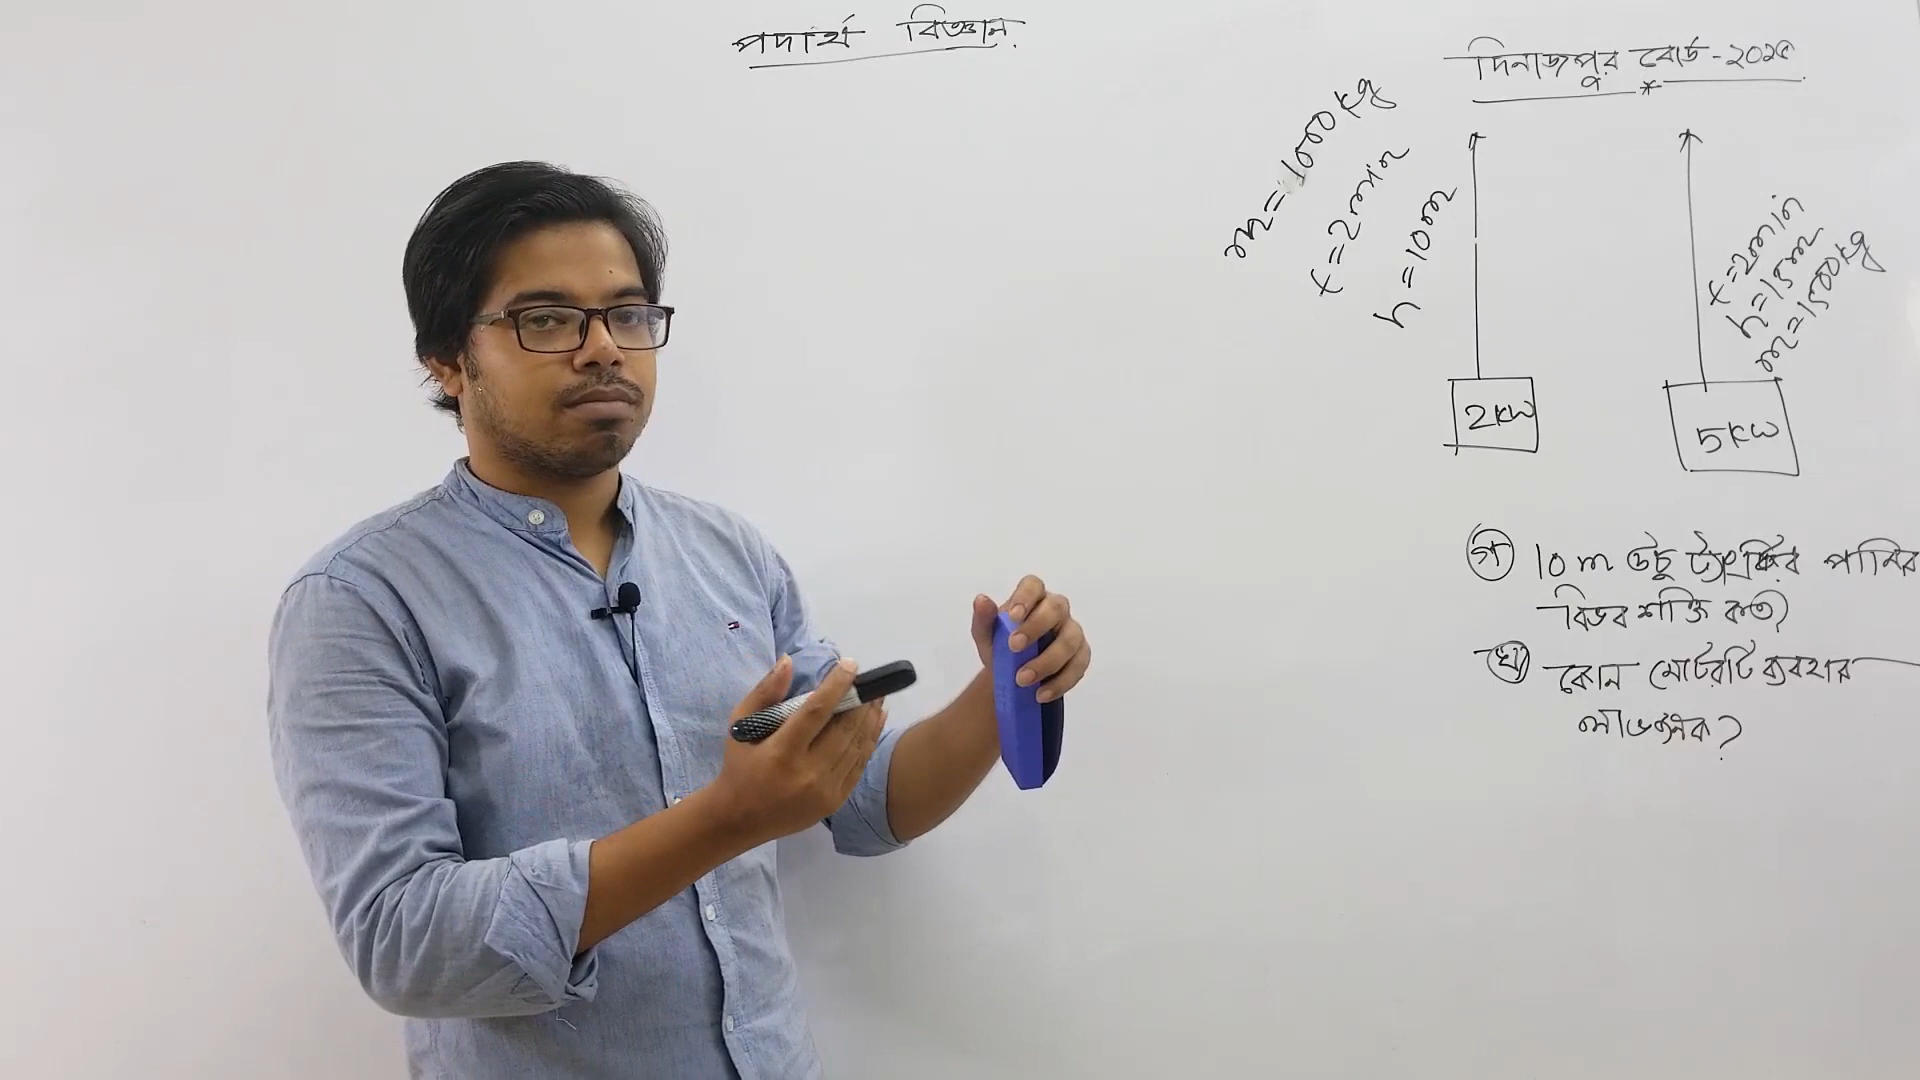 পদার্থ বিজ্ঞান
দিনাজপুর বোর্ড-২০২৫
m=1000kg
t=2min
h=10m
t=2min
h=15m
m=1500kg
2KW
5KW
গ 10 m উচু ট্যাংকির পানির
বিভব শক্তি কত?
ঘ কোন মোটরটি ব্যবহার
লাভজনক?